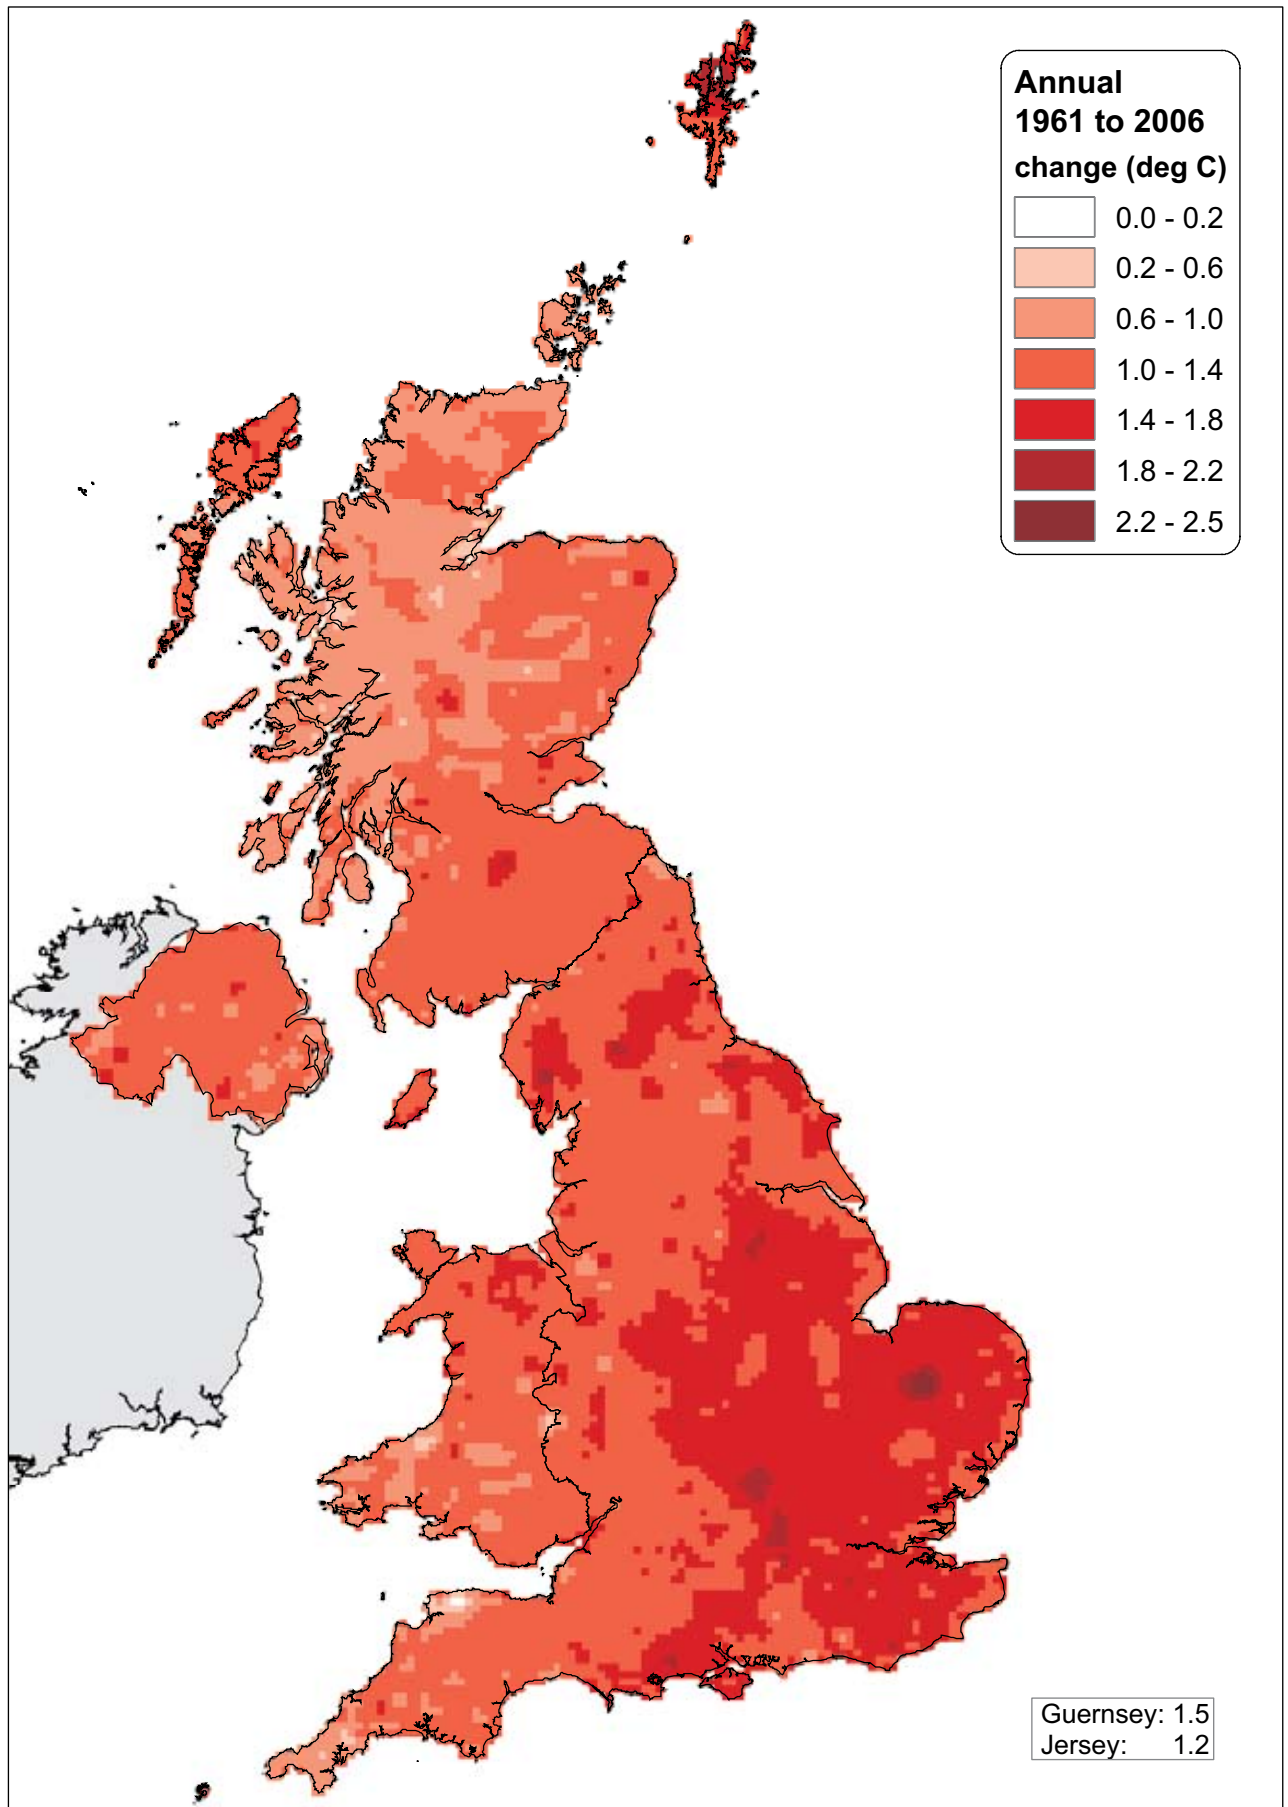 Annual
1961 to 2006
change (deg C)
0.0 - 0.2
0.2 - 0.6
0.6 - 1.0
1.0 - 1.4
1.4 - 1.8
1.8 - 2.2
2.2 - 2.5
Guernsey: 1.5
Jersey: 1.2